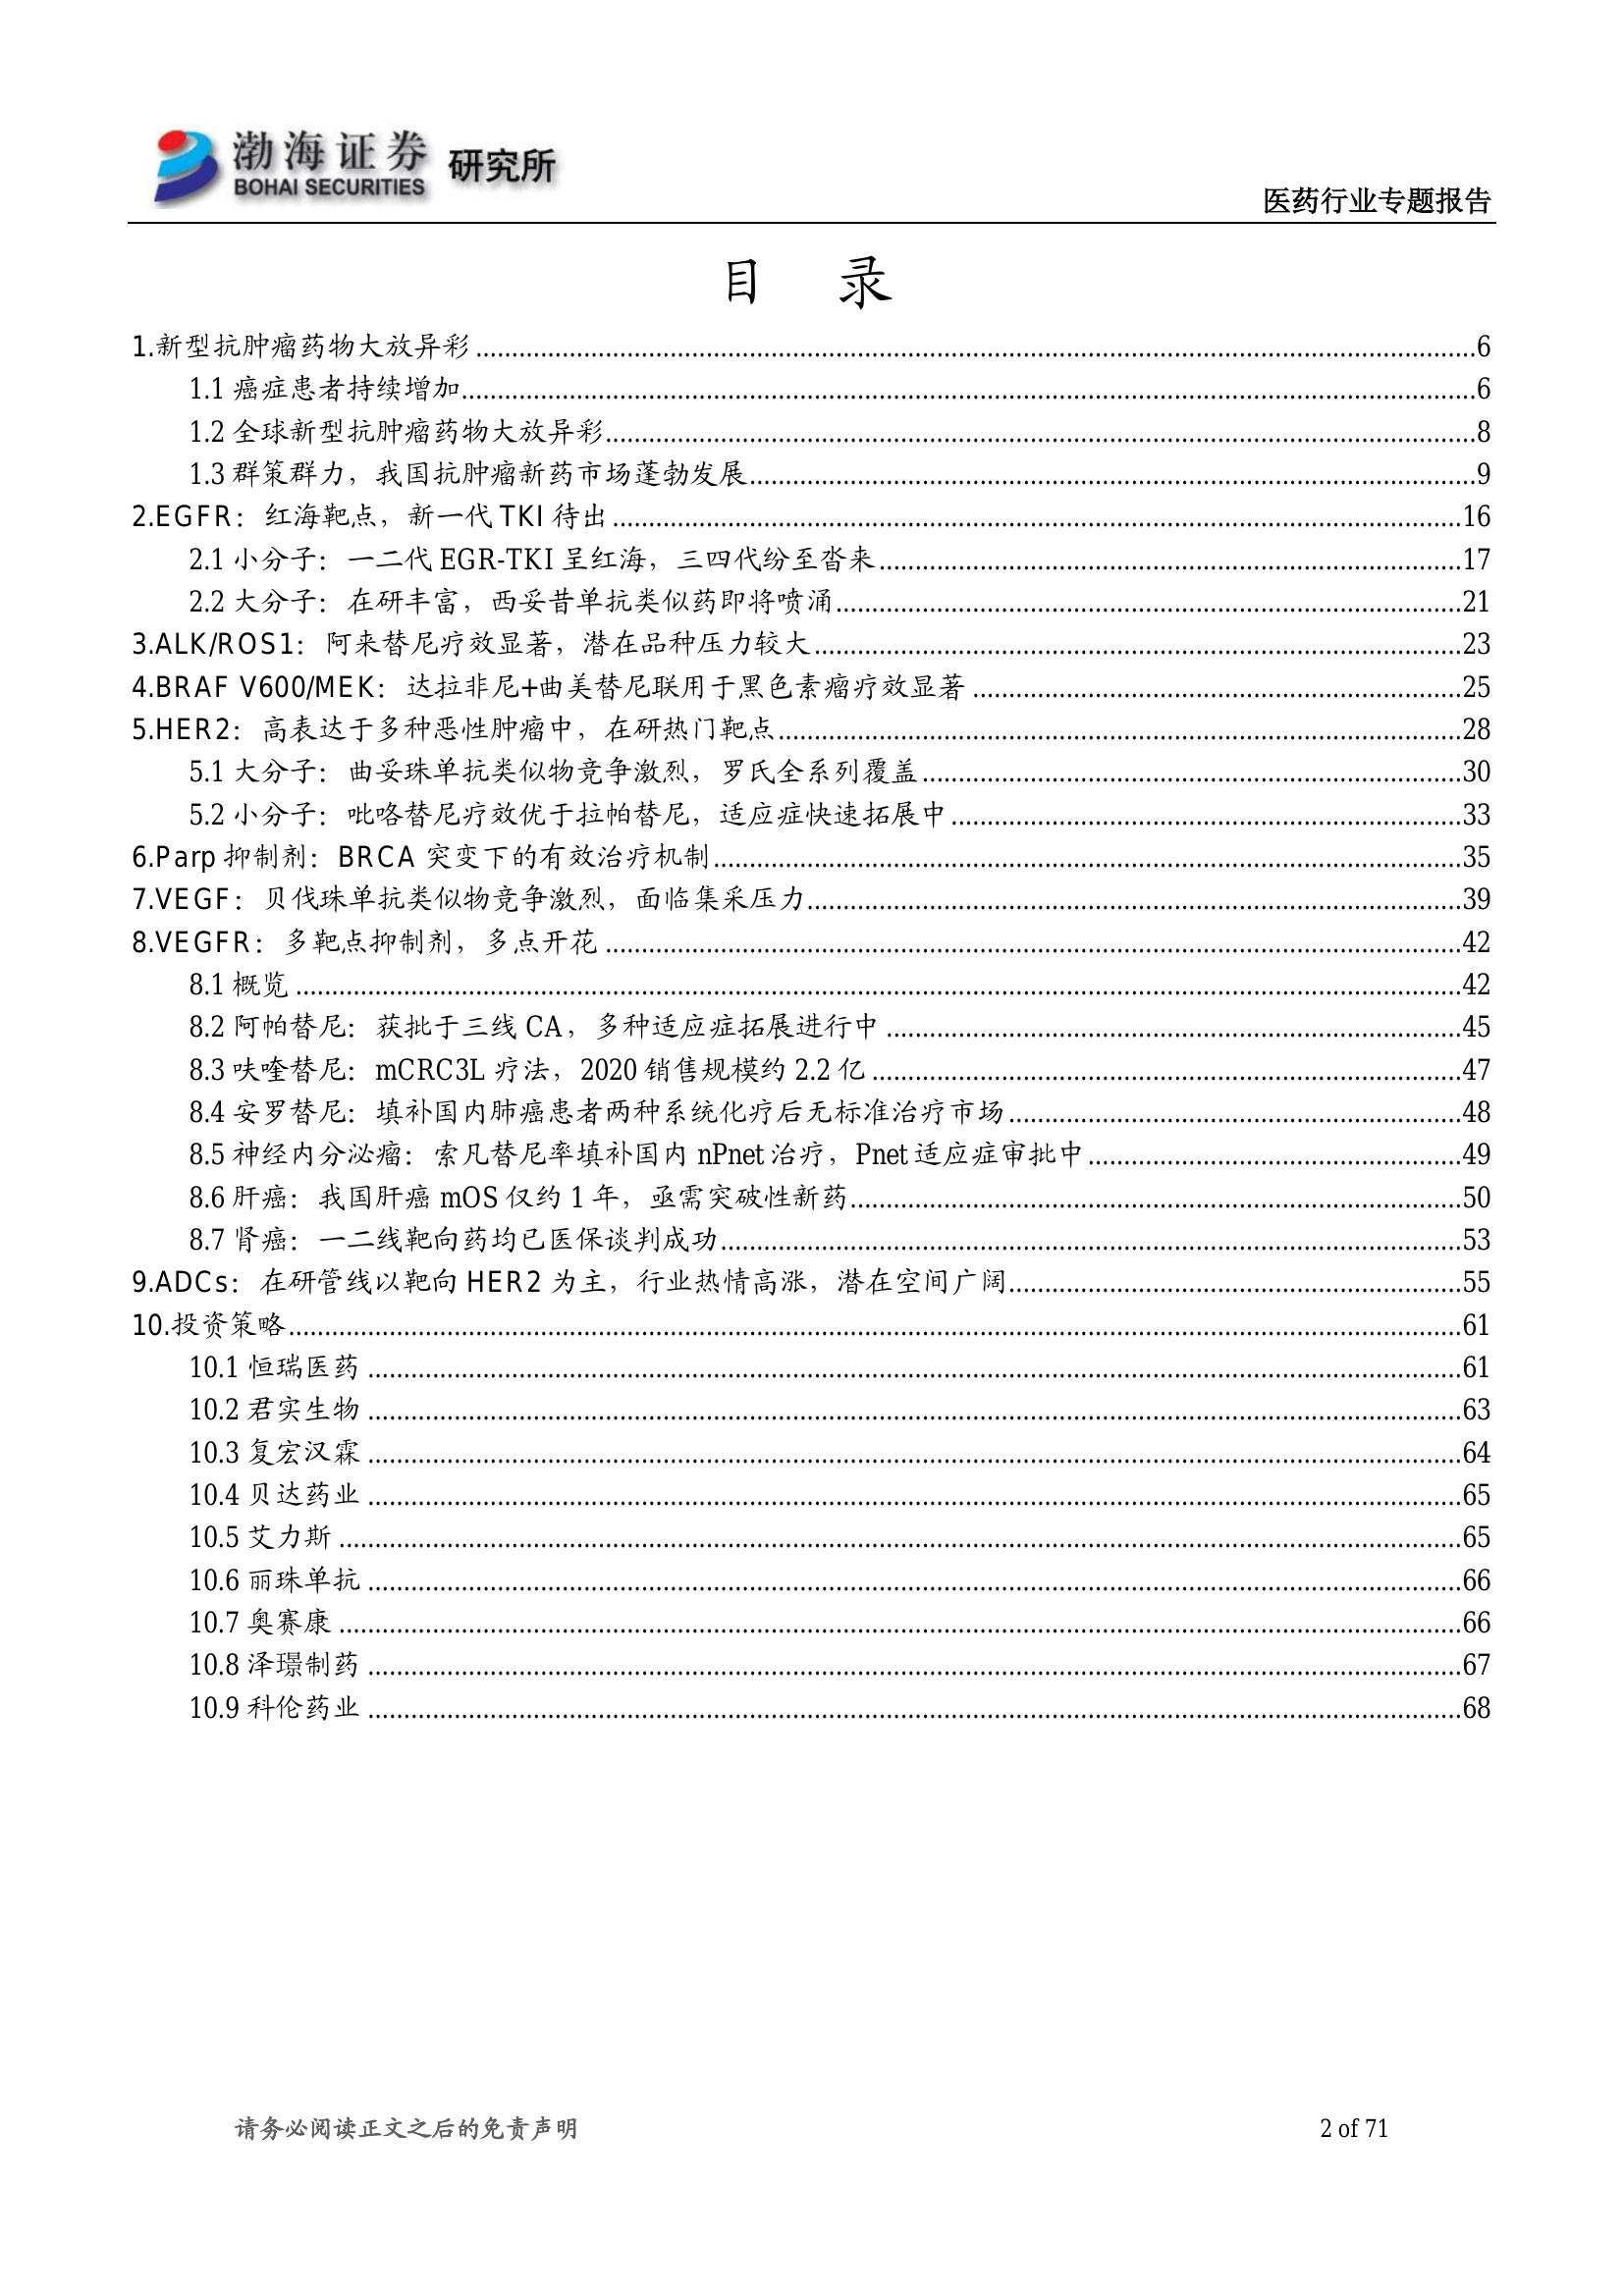 渤海证券 研究所
BOHAI SECURITIES
医药行业专题报告
目 录
1.新型抗肿瘤药物大放异彩........6
1.1 癌症患者持续增加........6
1.2 全球新型抗肿瘤药物大放异彩........8
1.3 群策群力，我国抗肿瘤新药市场蓬勃发展........9
2.EGFR：红海靶点，新一代 TKI 待出........16
2.1 小分子：一二代 EGR-TKI 呈红海，三四代纷至沓来........17
2.2 大分子：在研丰富，西妥昔单抗类似药即将喷涌........21
3.ALK/ROS1：阿来替尼疗效显著，潜在品种压力较大........23
4.BRAF V600/MEK：达拉非尼+曲美替尼联用于黑色素瘤疗效显著........25
5.HER2：高表达于多种恶性肿瘤中，在研热门靶点........28
5.1 大分子：曲妥珠单抗类似物竞争激烈，罗氏全系列覆盖........30
5.2 小分子：吡咯替尼疗效优于拉帕替尼，适应症快速拓展中........33
6.Parp 抑制剂：BRCA 突变下的有效治疗机制........35
7.VEGF：贝伐珠单抗类似物竞争激烈，面临集采压力........39
8.VEGFR：多靶点抑制剂，多点开花........42
8.1 概览........42
8.2 阿帕替尼：获批于三线 CA，多种适应症拓展进行中........45
8.3 呋喹替尼：mCRC3L 疗法，2020 销售规模约 2.2 亿........47
8.4 安罗替尼：填补国内肺癌患者两种系统化疗后无标准治疗市场........48
8.5 神经内分泌瘤：索凡替尼率填补国内 nPnet 治疗，Pnet 适应症审批中........49
8.6 肝癌：我国肝癌 mOS 仅约 1 年，亟需突破性新药........50
8.7 肾癌：一二线靶向药均已医保谈判成功........53
9.ADCs：在研管线以靶向 HER2 为主，行业热情高涨，潜在空间广阔........55
10.投资策略........61
10.1 恒瑞医药........61
10.2 君实生物........63
10.3 复宏汉霖........64
10.4 贝达药业........65
10.5 艾力斯........65
10.6 丽珠单抗........66
10.7 奥赛康........66
10.8 泽璟制药........67
10.9 科伦药业........68
请务必阅读正文之后的免责声明 2 of 71